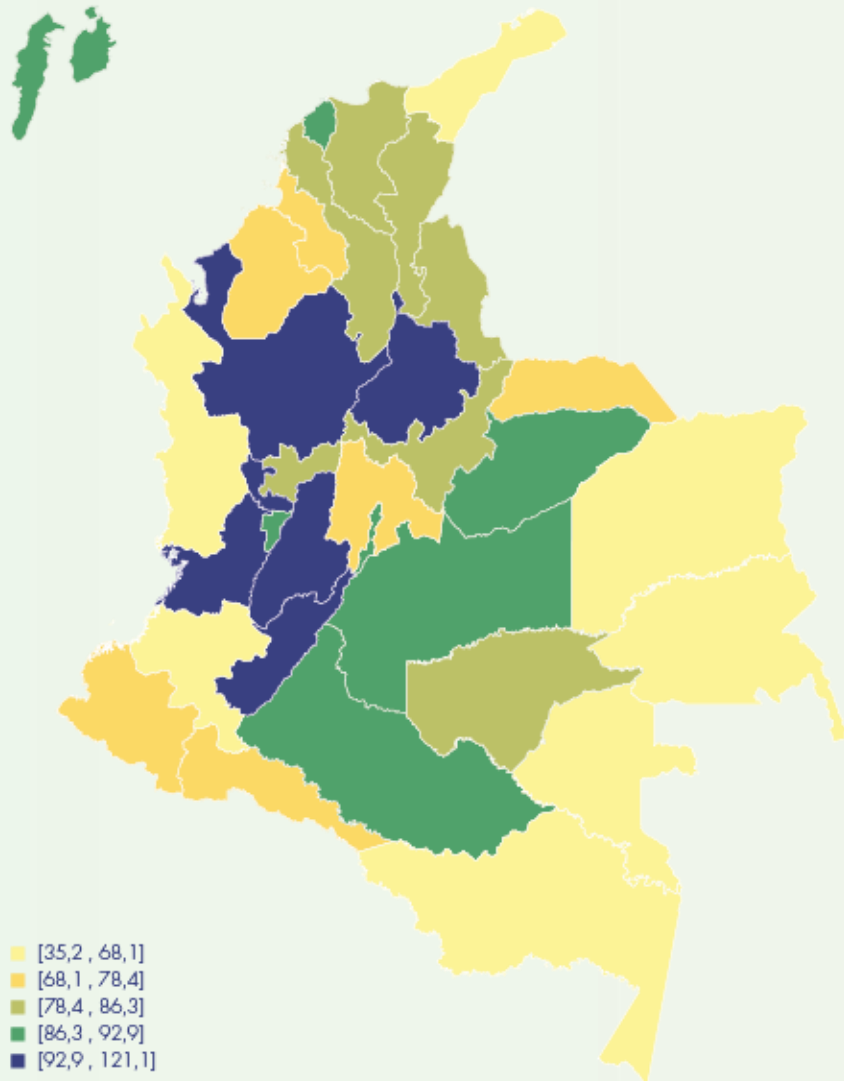 [35,2 , 68,1]
[68,1 , 78,4]
[78,4 , 86,3]
[86,3 , 92,9]
[92,9 , 121,1]